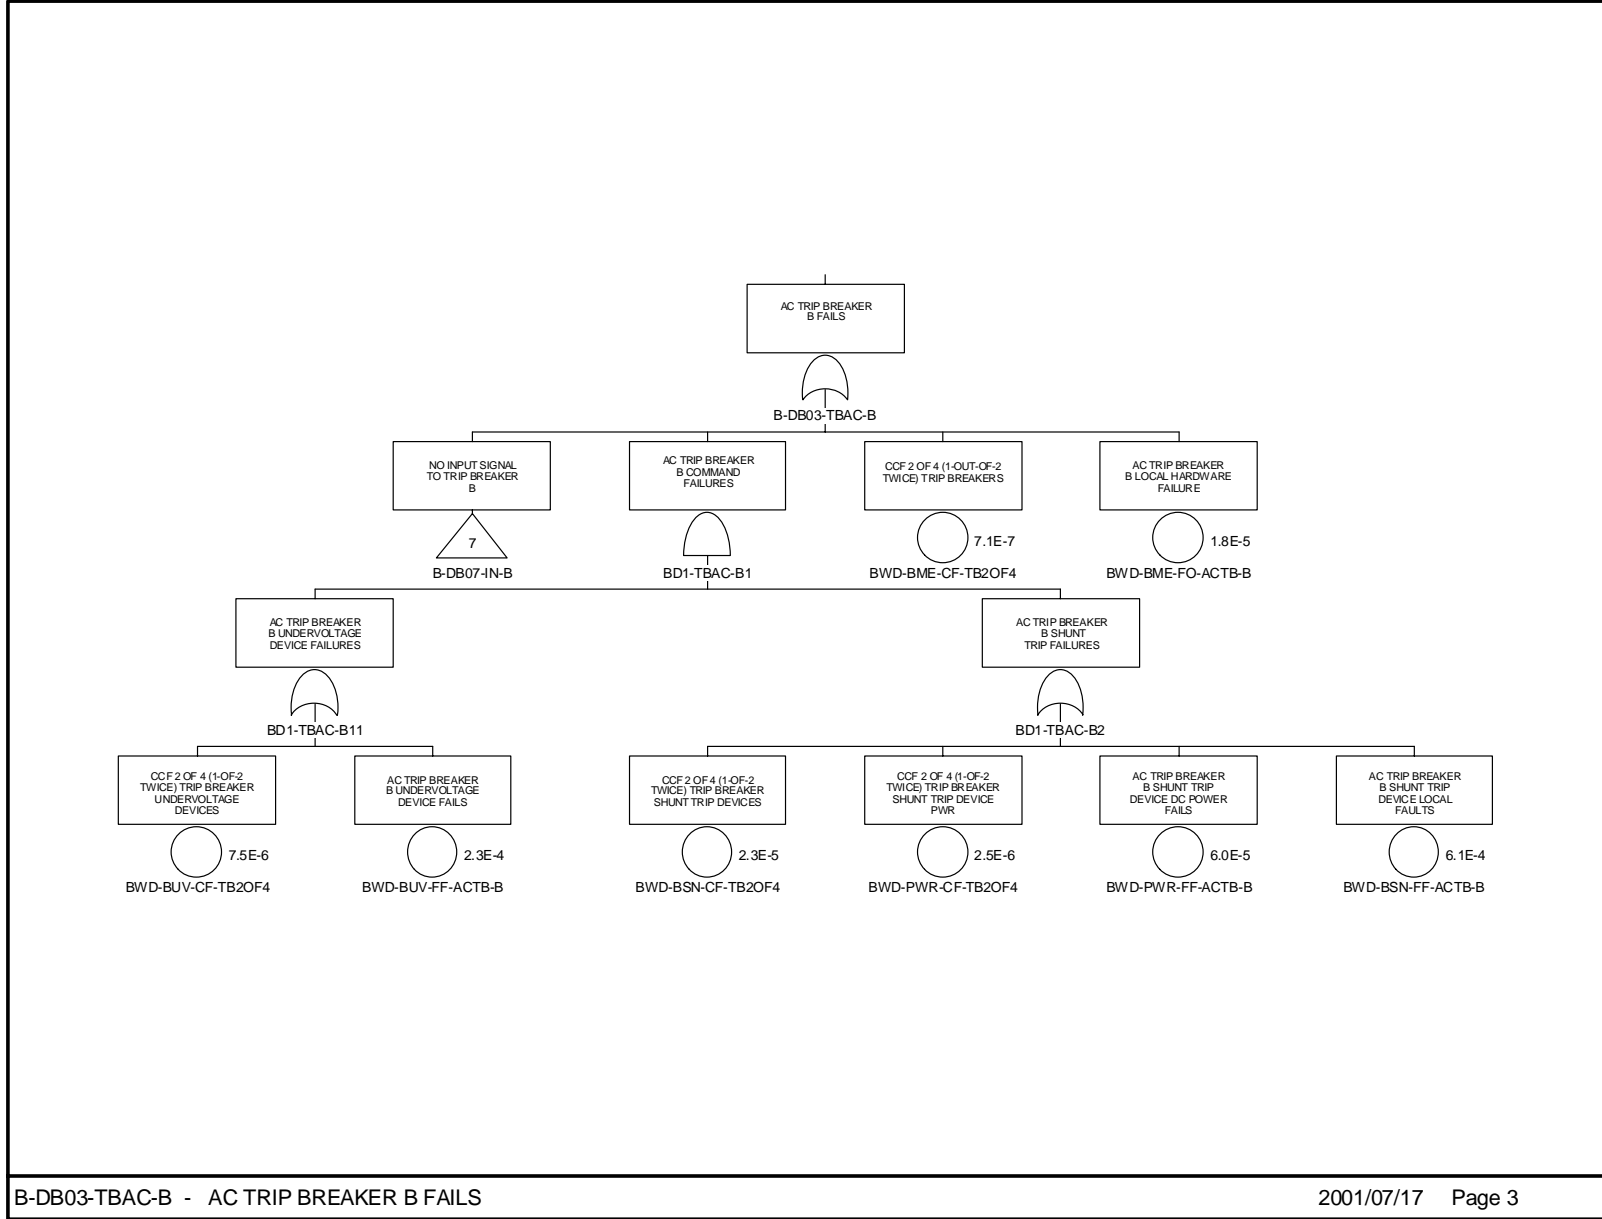 AC TRIP BREAKER
B FAILS
B-DB03-TBAC-B
NO INPUT SIGNAL
TO TRIP BREAKER
B
7
B-DB07-IN-B
AC TRIP BREAKER
B COMMAND
FAILURES
BD1-TBAC-B1
CCF 2 OF 4 (1-OUT-OF-2
TWICE) TRIP BREAKERS
7.1E-7
BWD-BME-CF-TB2OF4
AC TRIP BREAKER
B LOCAL HARDWARE
FAILURE
1.8E-5
BWD-BME-FO-ACTB-B
AC TRIP BREAKER
B UNDERVOLTAGE
DEVICE FAILURES
BD1-TBAC-B11
AC TRIP BREAKER
B SHUNT
TRIP FAILURES
BD1-TBAC-B2
CCF 2 OF 4 (1-OF-2
TWICE) TRIP BREAKER
UNDERVOLTAGE
DEVICES
7.5E-6
BWD-BUV-CF-TB2OF4
AC TRIP BREAKER
B UNDERVOLTAGE
DEVICE FAILS
2.3E-4
BWD-BUV-FF-ACTB-B
CCF 2 OF 4 (1-OF-2
TWICE) TRIP BREAKER
SHUNT TRIP DEVICES
2.3E-5
BWD-BSN-CF-TB2OF4
CCF 2 OF 4 (1-OF-2
TWICE) TRIP BREAKER
SHUNT TRIP DEVICE
PWR
2.5E-6
BWD-PWR-CF-TB2OF4
AC TRIP BREAKER
B SHUNT TRIP
DEVICE DC POWER
FAILS
6.0E-5
BWD-PWR-FF-ACTB-B
AC TRIP BREAKER
B SHUNT TRIP
DEVICE LOCAL
FAULTS
6.1E-4
BWD-BSN-FF-ACTB-B
B-DB03-TBAC-B - AC TRIP BREAKER B FAILS
2001/07/17 Page 3